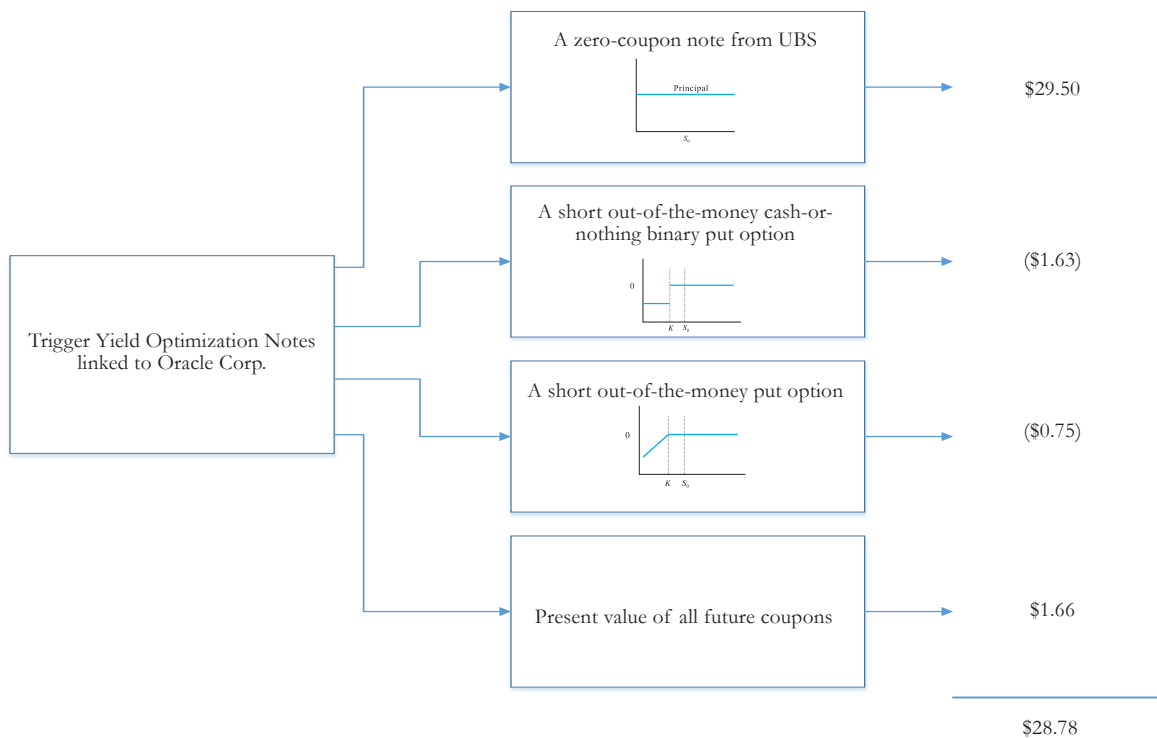 A zero-coupon note from UBS
Principal
S0
$29.50
A short out-of-the-money cash-or-
nothing binary put option
0
K S0
($1.63)
Trigger Yield Optimization Notes
linked to Oracle Corp.
A short out-of-the-money put option
0
K S0
($0.75)
Present value of all future coupons
$1.66
$28.78